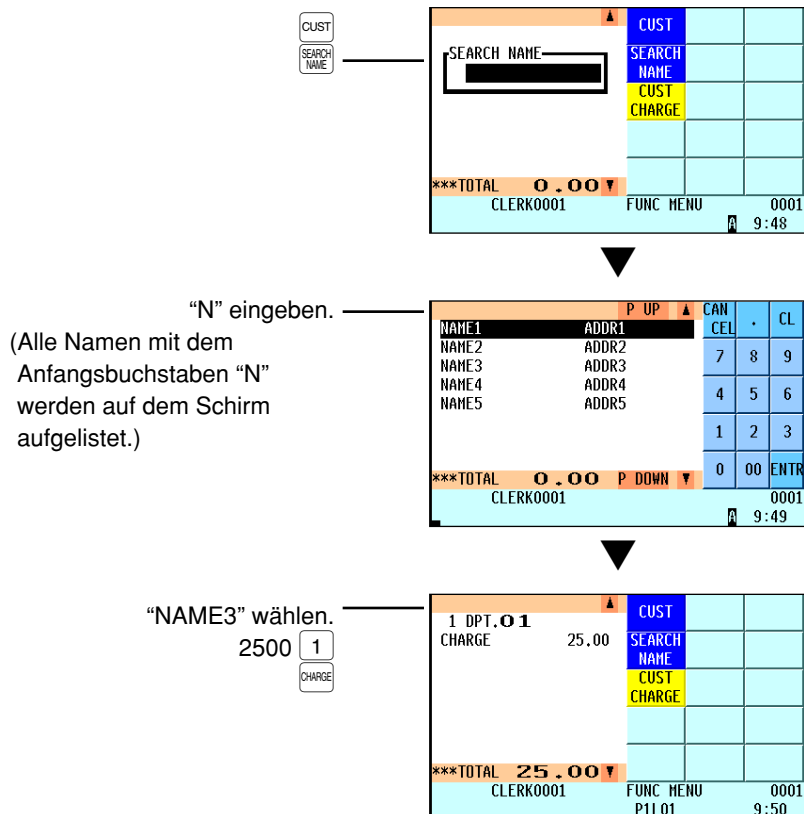 CUST
SEARCH
NAME
SEARCH NAME
***TOTAL 0.00
CLERK0001
CUST
SEARCH
NAME
CUST
CHARGE
FUNC MENU 0001
A 9:48
“N” eingeben.
(Alle Namen mit dem
Anfangsbuchstaben “N”
werden auf dem Schirm
aufgelistet.)
P UP
NAME1 ADDR1
NAME2 ADDR2
NAME3 ADDR3
NAME4 ADDR4
NAME5 ADDR5
***TOTAL 0.00 P DOWN
CLERK0001
CAN
CEL . CL
7 8 9
4 5 6
1 2 3
0 00 ENTR
0001
A 9:49
“NAME3” wählen.
2500 1
CHARGE
1 DPT.01
CHARGE 25.00
***TOTAL 25.00
CLERK0001
CUST
SEARCH
NAME
CUST
CHARGE
FUNC MENU 0001
P1L01 9:50